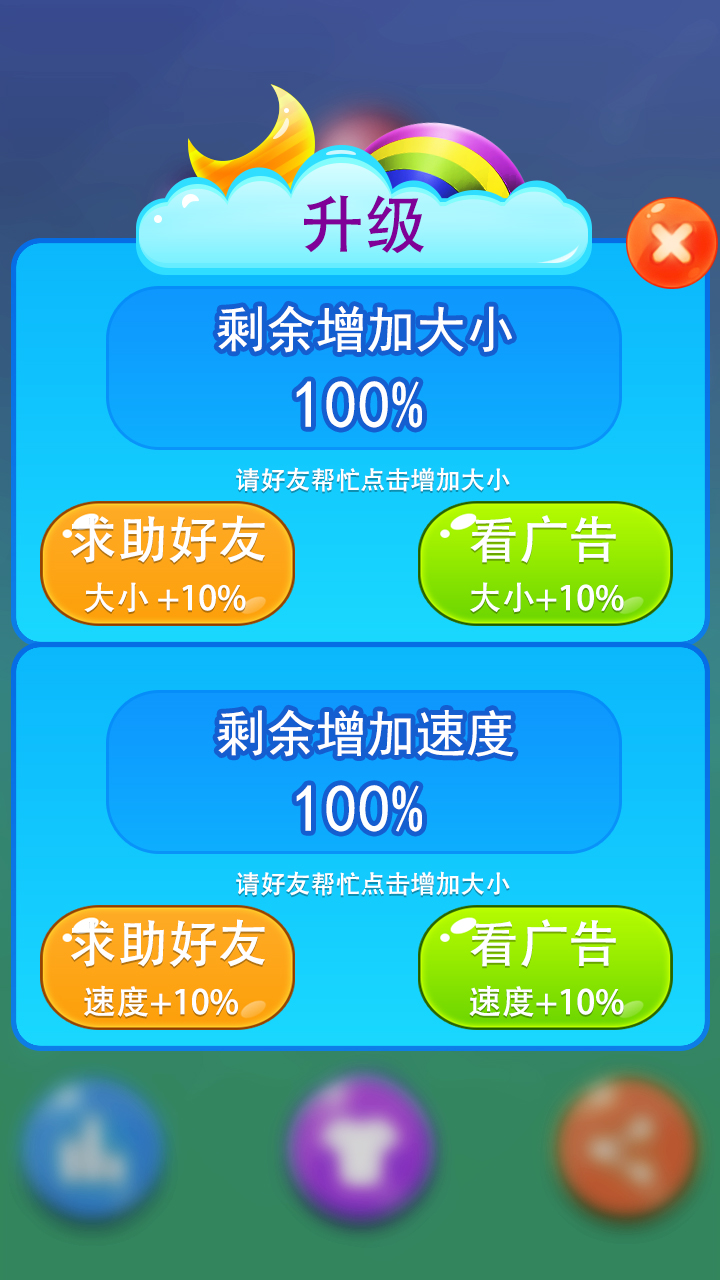 升级
剩余增加大小
100%
请好友帮忙点击增加大小
求助好友
大小 +10%
看广告
大小+10%
剩余增加速度
100%
请好友帮忙点击增加大小
求助好友
速度+10%
看广告
速度+10%